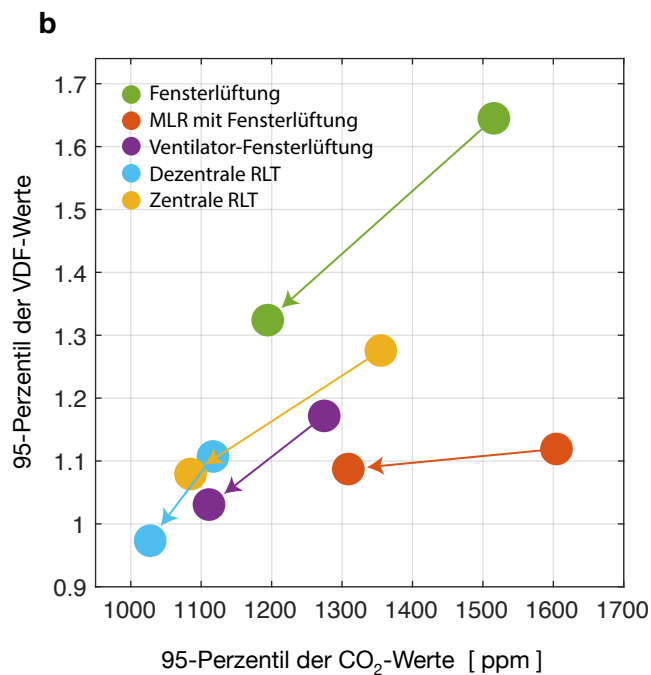 b
1.7
1.6
1.5
1.4
1.3
1.2
1.1
1
0.9
Fensterlüftung
MLR mit Fensterlüftung
Ventilator-Fensterlüftung
Dezentrale RLT
Zentrale RLT
95-Perzentil der VDF-Werte
1000 1100 1200 1300 1400 1500 1600 1700
95-Perzentil der CO₂-Werte [ ppm ]